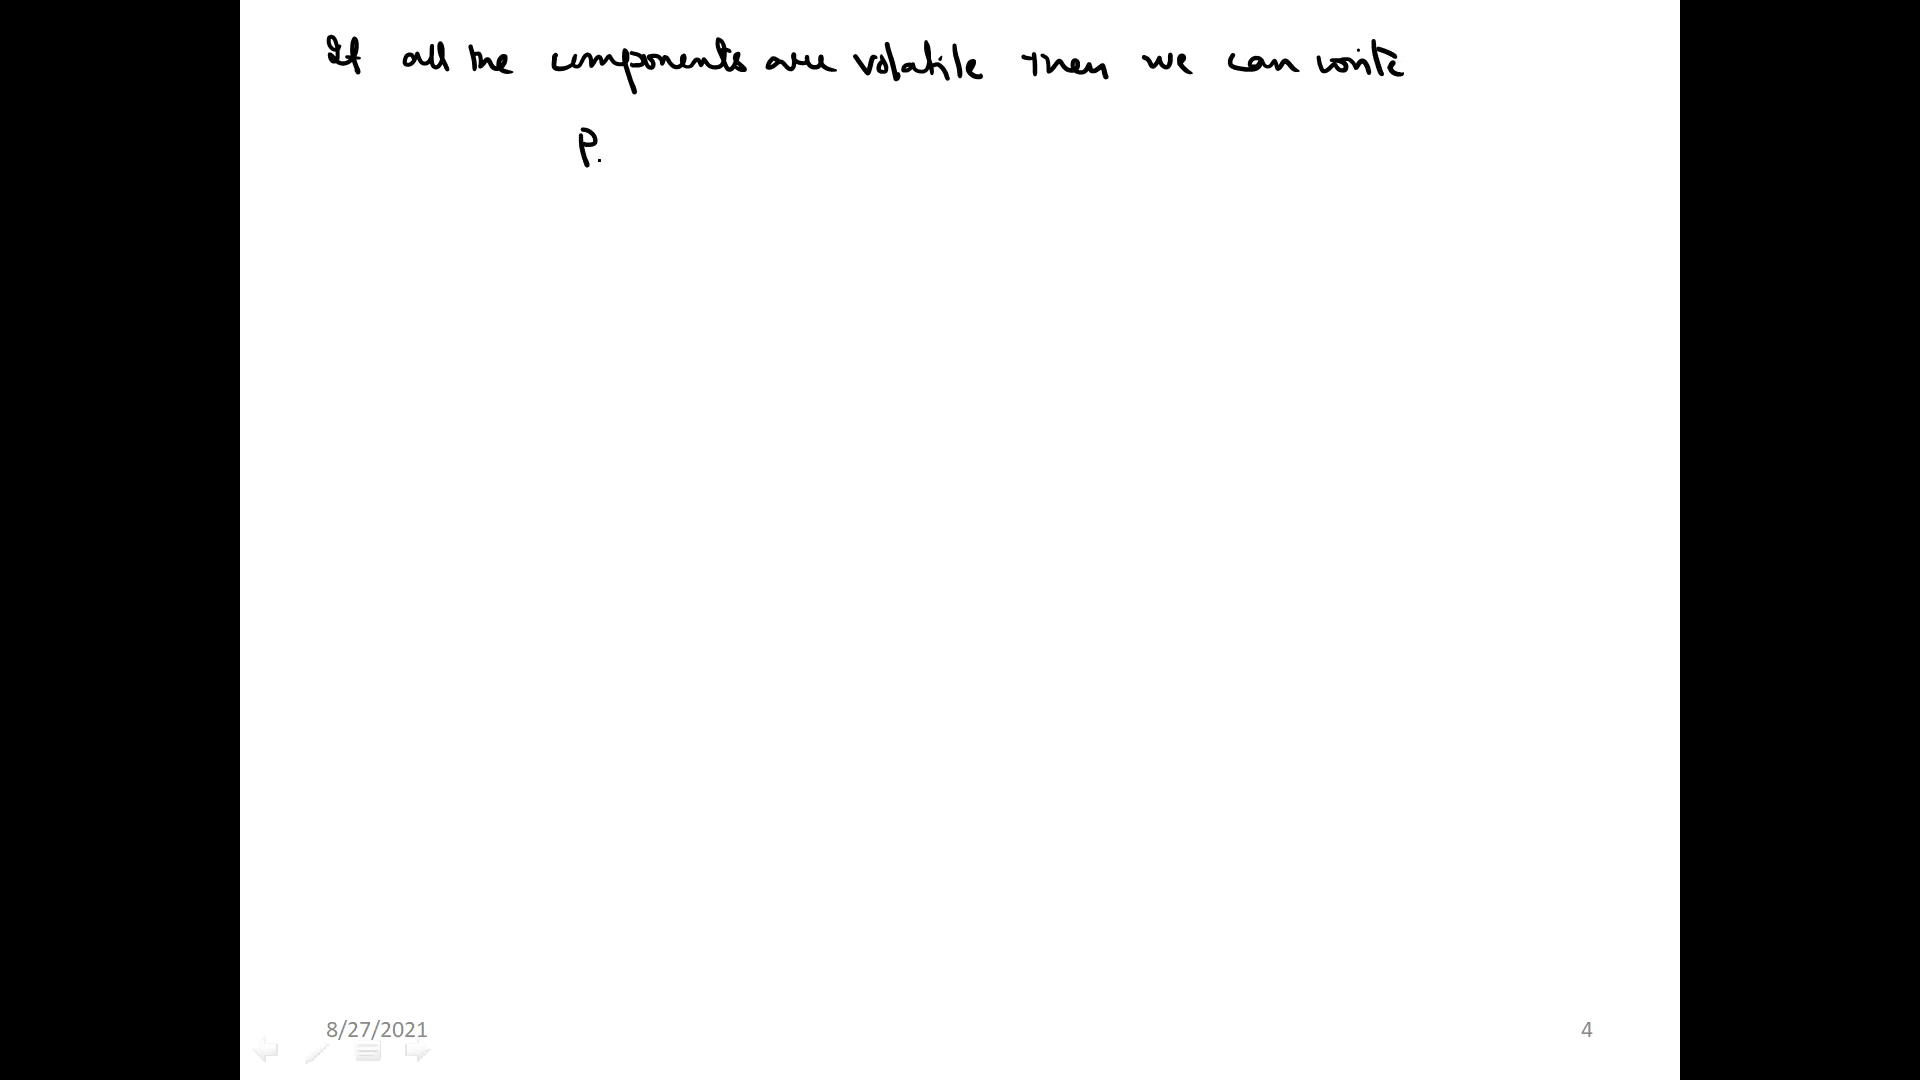 If all the components are volatile then we can write
P.
8/27/2021
4